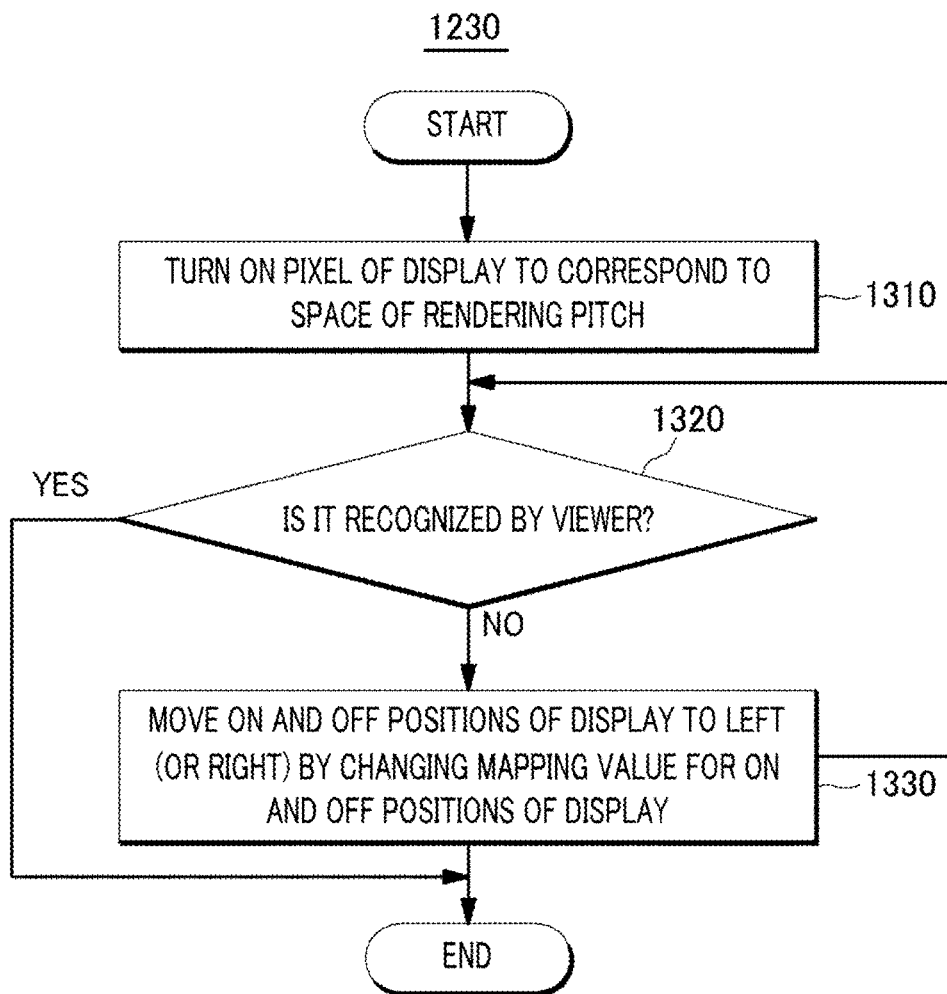 1230
START
TURN ON PIXEL OF DISPLAY TO CORRESPOND TO
SPACE OF RENDERING PITCH
1310
1320
YES
IS IT RECOGNIZED BY VIEWER?
NO
MOVE ON AND OFF POSITIONS OF DISPLAY TO LEFT
(OR RIGHT) BY CHANGING MAPPING VALUE FOR ON
AND OFF POSITIONS OF DISPLAY
1330
END